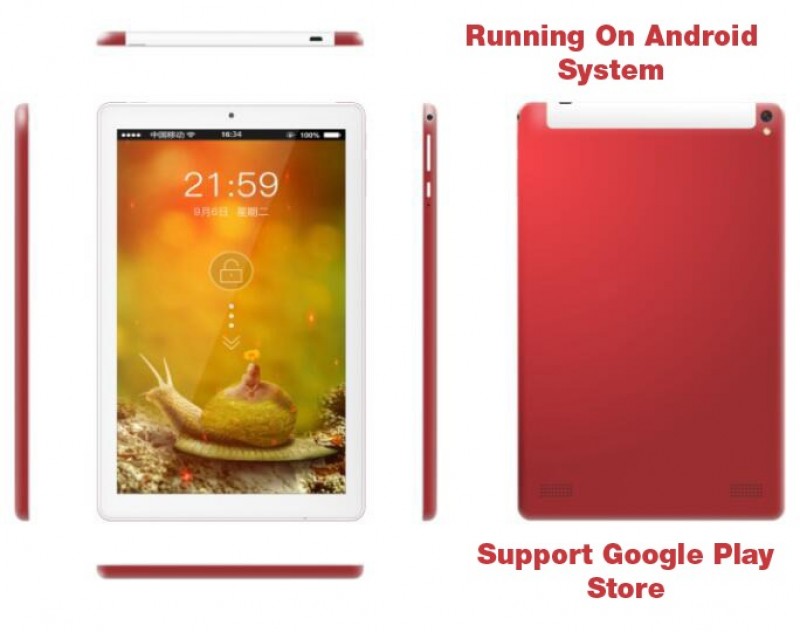 Running On Android
System
中国移动 16:34 100%
21:59
9月6日 星期二
Support Google Play
Store